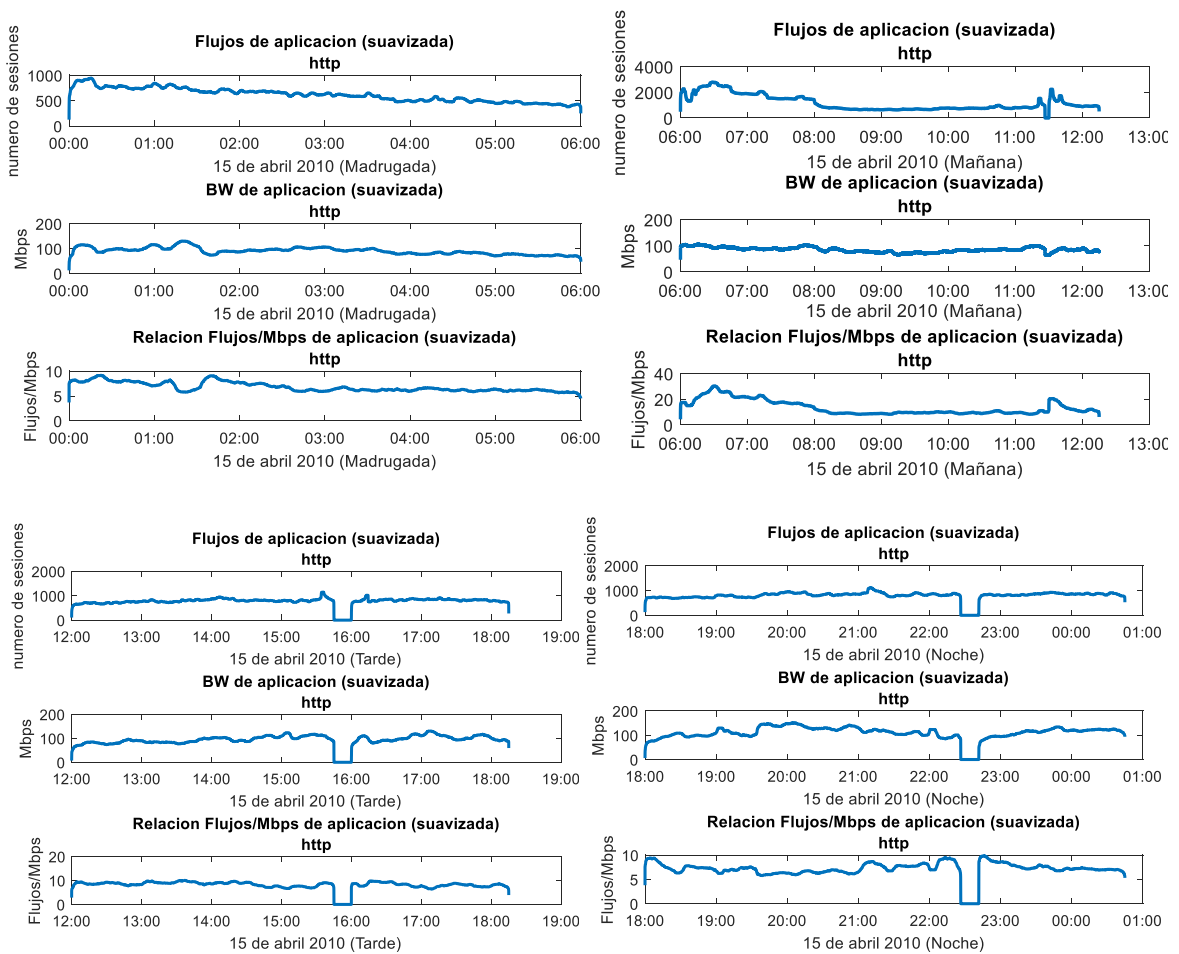 Flujos de aplicacion (suavizada)
http
numero de sesiones
1000
500
0
00:00 01:00 02:00 03:00 04:00 05:00 06:00
15 de abril 2010 (Madrugada)
BW de aplicacion (suavizada)
http
Mbps
200
100
0
00:00 01:00 02:00 03:00 04:00 05:00 06:00
15 de abril 2010 (Madrugada)
Relacion Flujos/Mbps de aplicacion (suavizada)
http
Flujos/Mbps
10
5
0
00:00 01:00 02:00 03:00 04:00 05:00 06:00
15 de abril 2010 (Madrugada)
Flujos de aplicacion (suavizada)
http
numero de sesiones
4000
2000
0
06:00 07:00 08:00 09:00 10:00 11:00 12:00 13:00
15 de abril 2010 (Mañana)
BW de aplicacion (suavizada)
http
Mbps
200
100
0
06:00 07:00 08:00 09:00 10:00 11:00 12:00 13:00
15 de abril 2010 (Mañana)
Relacion Flujos/Mbps de aplicacion (suavizada)
http
Flujos/Mbps
40
20
0
06:00 07:00 08:00 09:00 10:00 11:00 12:00 13:00
15 de abril 2010 (Mañana)
Flujos de aplicacion (suavizada)
http
numero de sesiones
2000
1000
0
12:00 13:00 14:00 15:00 16:00 17:00 18:00 19:00
15 de abril 2010 (Tarde)
BW de aplicacion (suavizada)
http
Mbps
200
100
0
12:00 13:00 14:00 15:00 16:00 17:00 18:00 19:00
15 de abril 2010 (Tarde)
Relacion Flujos/Mbps de aplicacion (suavizada)
http
Flujos/Mbps
20
10
0
12:00 13:00 14:00 15:00 16:00 17:00 18:00 19:00
15 de abril 2010 (Tarde)
Flujos de aplicacion (suavizada)
http
numero de sesiones
2000
1000
0
18:00 19:00 20:00 21:00 22:00 23:00 00:00 01:00
15 de abril 2010 (Noche)
BW de aplicacion (suavizada)
http
Mbps
200
100
0
18:00 19:00 20:00 21:00 22:00 23:00 00:00 01:00
15 de abril 2010 (Noche)
Relacion Flujos/Mbps de aplicacion (suavizada)
http
Flujos/Mbps
10
5
0
18:00 19:00 20:00 21:00 22:00 23:00 00:00 01:00
15 de abril 2010 (Noche)